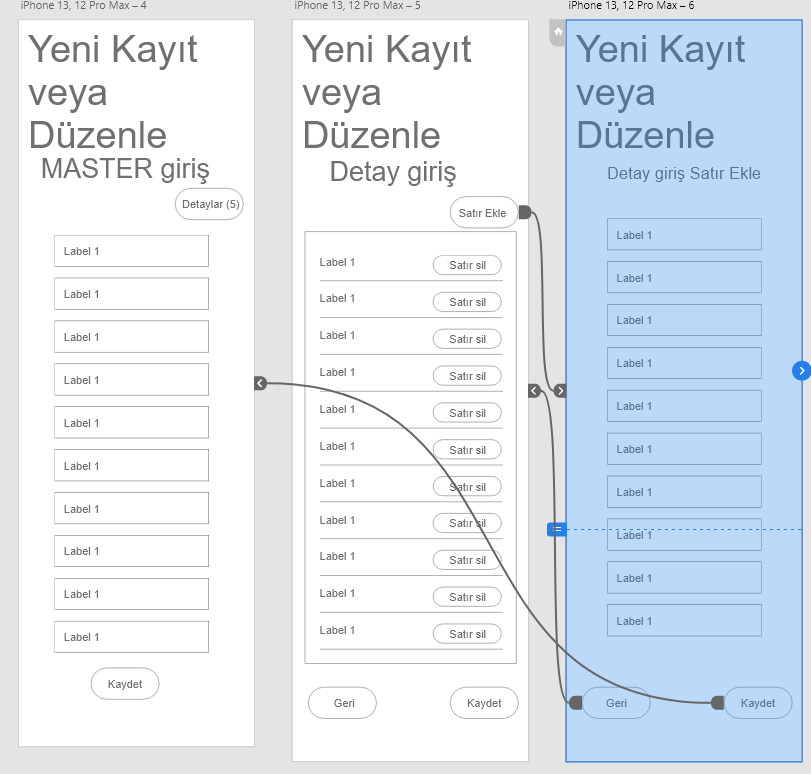 iPhone 13, 12 Pro Max – 4
Yeni Kayıt
veya
Düzenle
MASTER giriş
Detaylar (5)
Label 1
Label 1
Label 1
Label 1
Label 1
Label 1
Label 1
Label 1
Label 1
Label 1
Kaydet
iPhone 13, 12 Pro Max – 5
Yeni Kayıt
veya
Düzenle
Detay giriş
Satır Ekle
Label 1 Satır sil
Label 1 Satır sil
Label 1 Satır sil
Label 1 Satır sil
Label 1 Satır sil
Label 1 Satır sil
Label 1 Satır sil
Label 1 Satır sil
Label 1 Satır sil
Label 1 Satır sil
Label 1 Satır sil
Geri Kaydet
iPhone 13, 12 Pro Max – 6
Yeni Kayıt
veya
Düzenle
Detay giriş Satır Ekle
Label 1
Label 1
Label 1
Label 1
Label 1
Label 1
Label 1
Label 1
Label 1
Label 1
Geri Kaydet